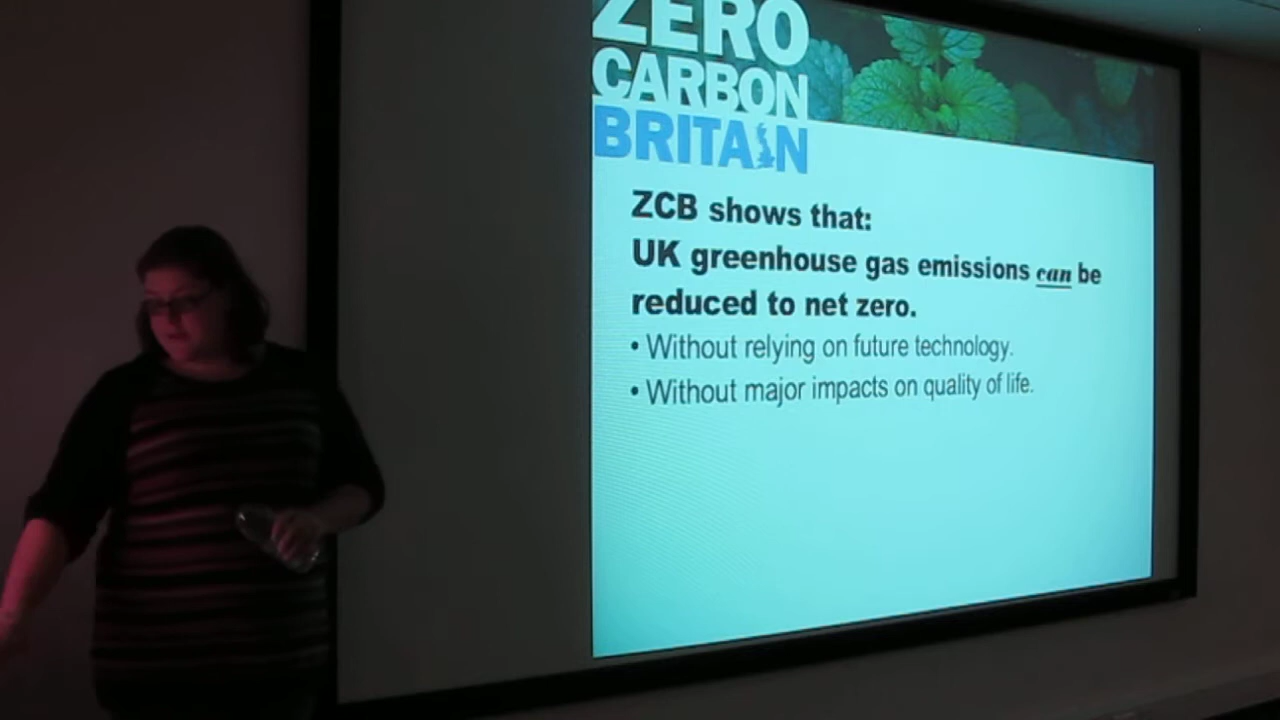 ZERO
CARBON
BRITAIN
ZCB shows that:
UK greenhouse gas emissions can be
reduced to net zero.
• Without relying on future technology.
• Without major impacts on quality of life.